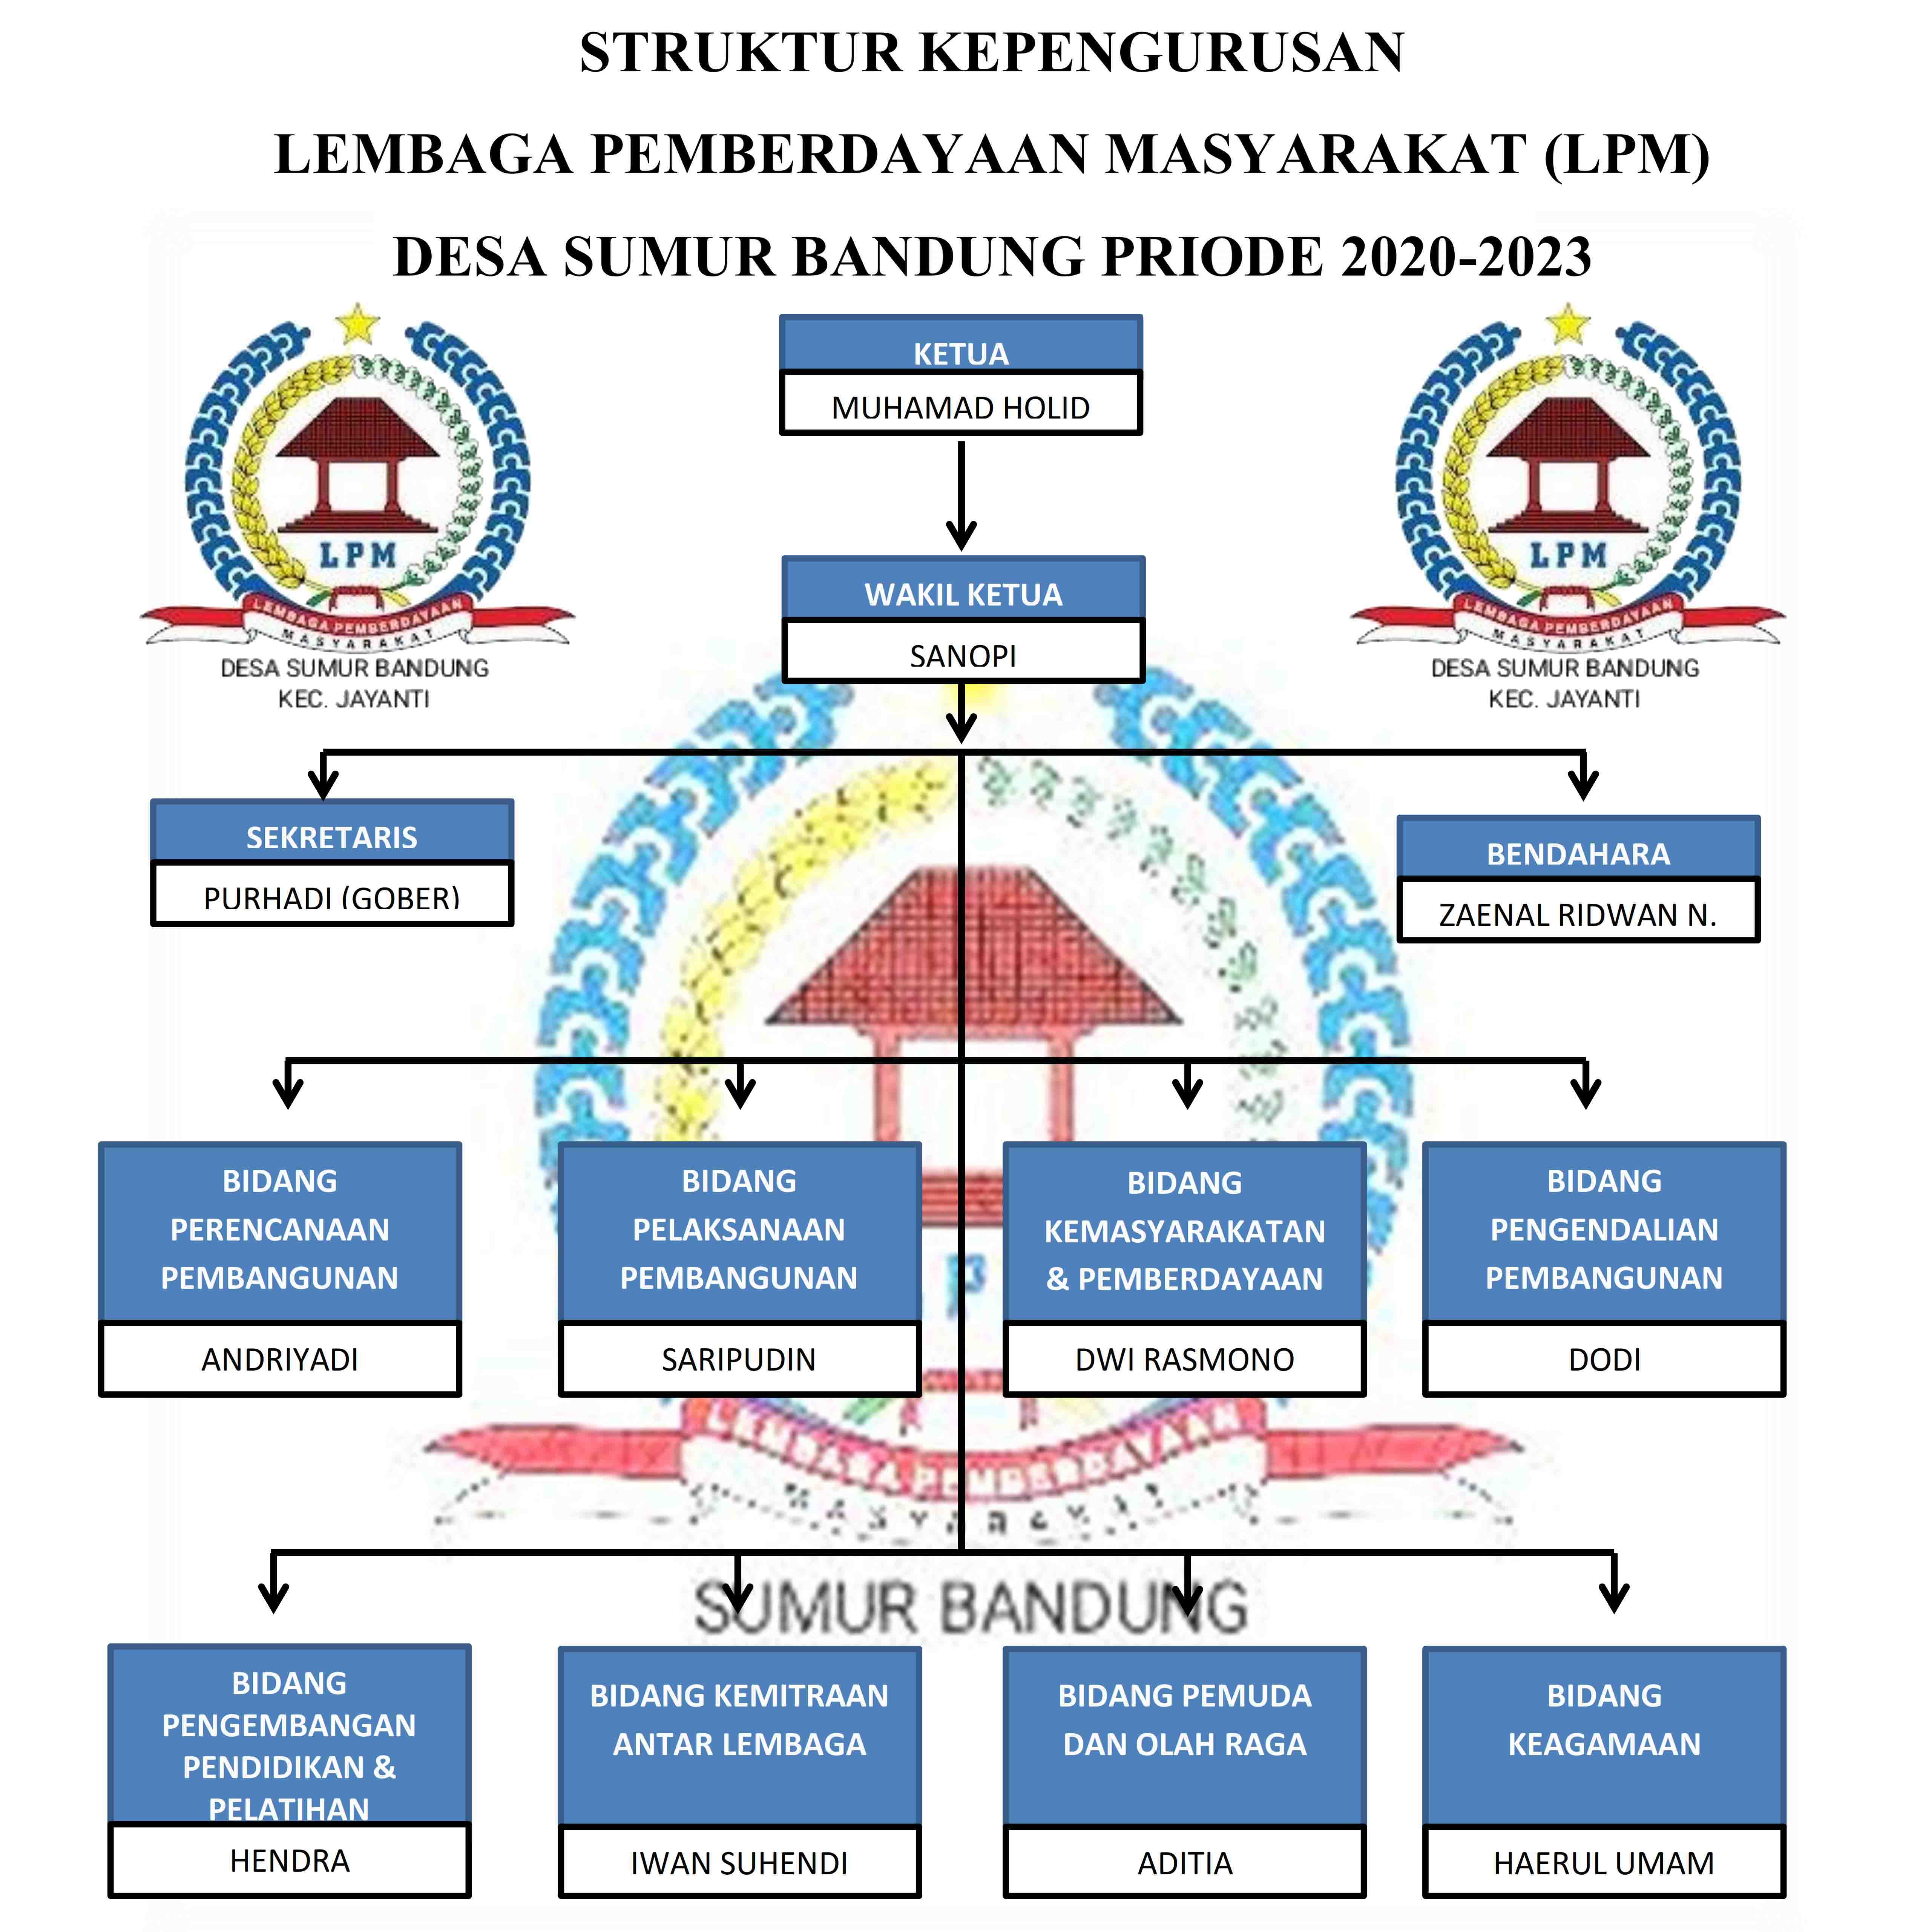 STRUKTUR KEPENGURUSAN
LEMBAGA PEMBERDAYAAN MASYARAKAT (LPM)
DESA SUMUR BANDUNG PRIODE 2020-2023
LPM
LEMBAGA PEMBERDAYAAN
MASYARAKAT
DESA SUMUR BANDUNG
KEC. JAYANTI
KETUA
MUHAMAD HOLID
LPM
LEMBAGA PEMBERDAYAAN
MASYARAKAT
DESA SUMUR BANDUNG
KEC. JAYANTI
WAKIL KETUA
SANOPI
SEKRETARIS
PURHADI (GOBER)
BENDAHARA
ZAENAL RIDWAN N.
BIDANG
PERENCANAAN
PEMBANGUNAN
ANDRIYADI
BIDANG
PELAKSANAAN
PEMBANGUNAN
SARIPUDIN
BIDANG
KEMASYARAKATAN
& PEMBERDAYAAN
DWI RASMONO
BIDANG
PENGENDALIAN
PEMBANGUNAN
DODI
P
LEMBAGA PEMBERDAYAAN
MASYARAKAT
SUMUR BANDUNG
BIDANG
PENGEMBANGAN
PENDIDIKAN &
PELATIHAN
HENDRA
BIDANG KEMITRAAN
ANTAR LEMBAGA
IWAN SUHENDI
BIDANG PEMUDA
DAN OLAH RAGA
ADITIA
BIDANG
KEAGAMAAN
HAERUL UMAM